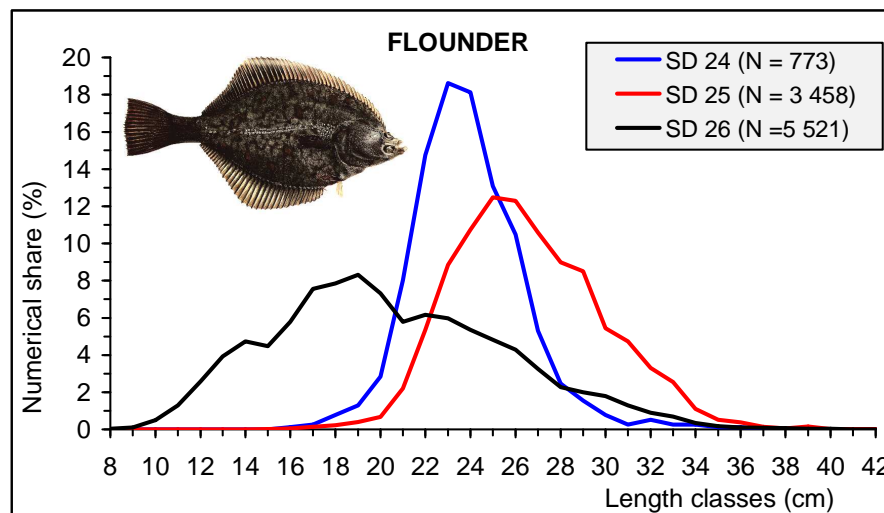 FLOUNDER
SD 24 (N = 773)
SD 25 (N = 3 458)
SD 26 (N =5 521)
Numerical share (%)
20
18
16
14
12
10
8
6
4
2
0
8 10 12 14 16 18 20 22 24 26 28 30 32 34 36 38 40 42
Length classes (cm)